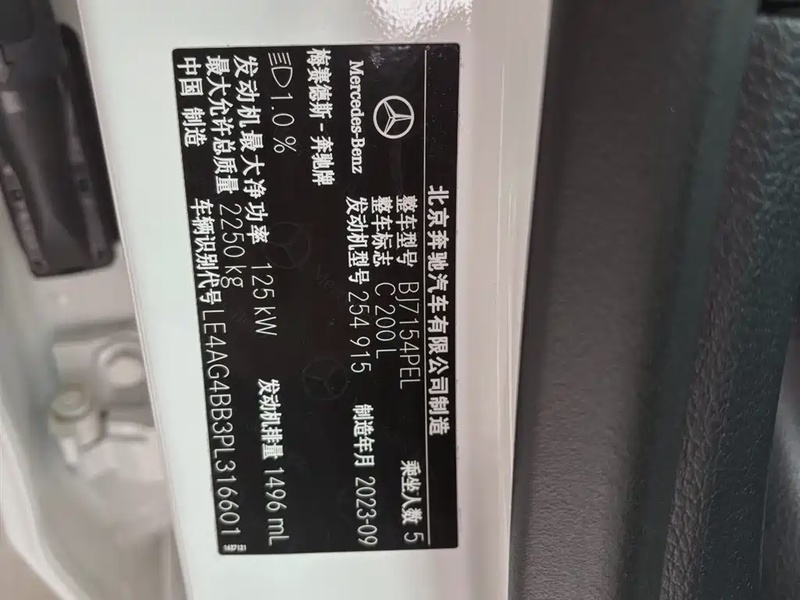 北京奔驰汽车有限公司制造
Mercedes-Benz
整车型号 BJ7154PEL 乘坐人数 5
整车标志 C 200 L
发动机型号 254 915 制造年月 2023-09
梅赛德斯-奔驰牌
1.0 %
发动机最大净功率 125 kW 发动机排量 1496 mL
最大允许总质量 2250 kg
车辆识别代号 LE4AG4BB3PL316601
中国 制造